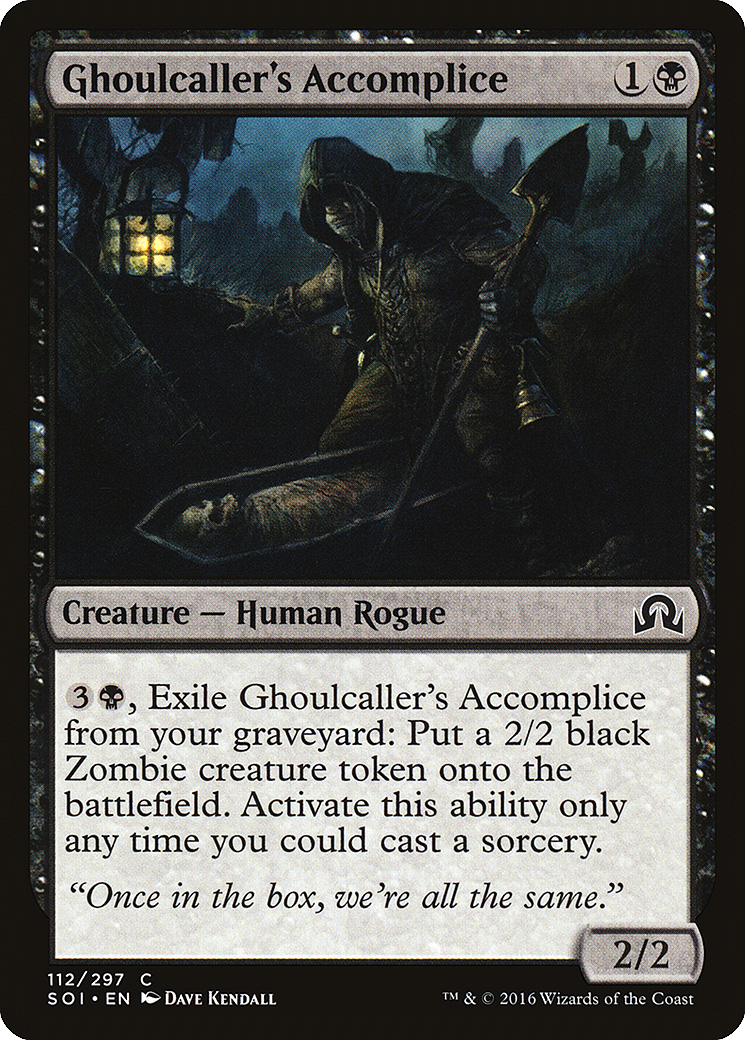 Ghoulcaller's Accomplice 1
Creature — Human Rogue
3, Exile Ghoulcaller's Accomplice
from your graveyard: Put a 2/2 black
Zombie creature token onto the
battlefield. Activate this ability only
any time you could cast a sorcery.
“Once in the box, we're all the same.”
2/2
112/297 C
SOI • EN Dave Kendall
™ & © 2016 Wizards of the Coast